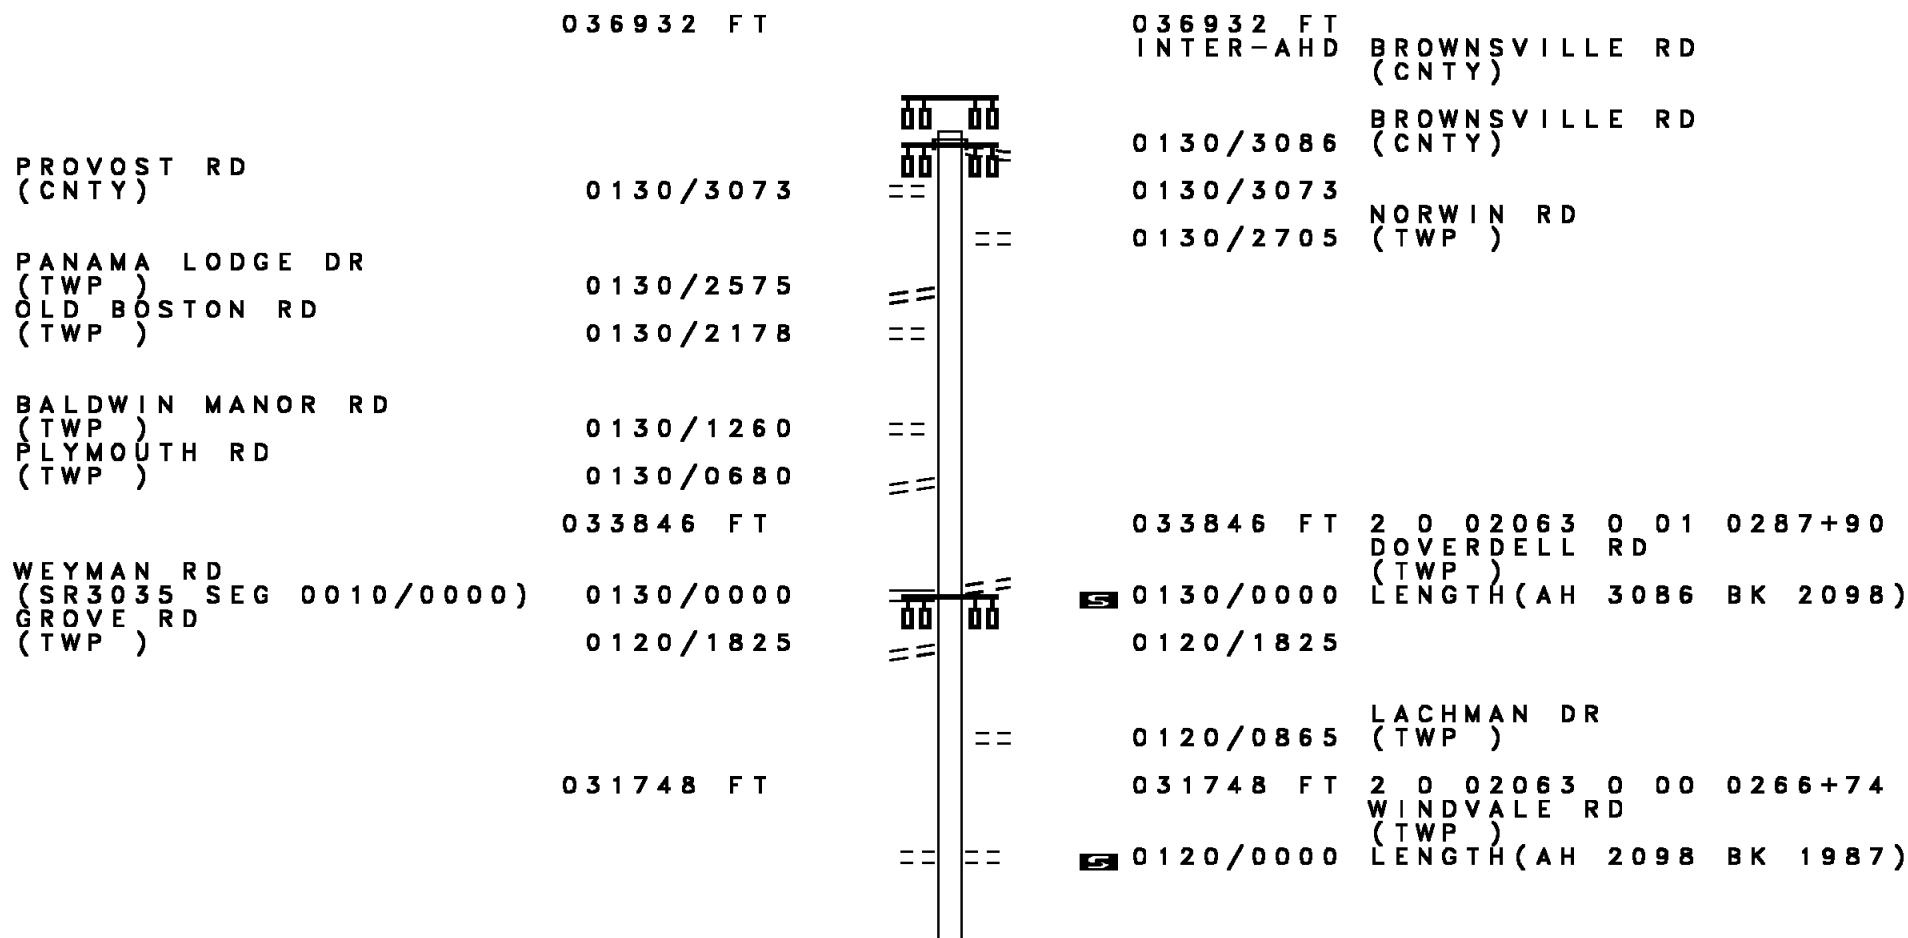 036932 FT 036932 FT
INTER-AHD BROWNSVILLE RD
(CNTY)
BROWNSVILLE RD
0130/3086 (CNTY)
PROVOST RD
(CNTY) 0130/3073 0130/3073
NORWIN RD
0130/2705 (TWP )
PANAMA LODGE DR
(TWP ) 0130/2575
OLD BOSTON RD
(TWP ) 0130/2178
BALDWIN MANOR RD
(TWP ) 0130/1260
PLYMOUTH RD
(TWP ) 0130/0680
033846 FT 033846 FT 2 0 02063 0 01 0287+90
DOVERDELL RD
WEYMAN RD (TWP )
(SR3035 SEG 0010/0000) 0130/0000 S 0130/0000 LENGTH(AH 3086 BK 2098)
GROVE RD
(TWP ) 0120/1825 0120/1825
LACHMAN DR
0120/0865 (TWP )
031748 FT 031748 FT 2 0 02063 0 00 0266+74
WINDVALE RD
(TWP )
S 0120/0000 LENGTH(AH 2098 BK 1987)